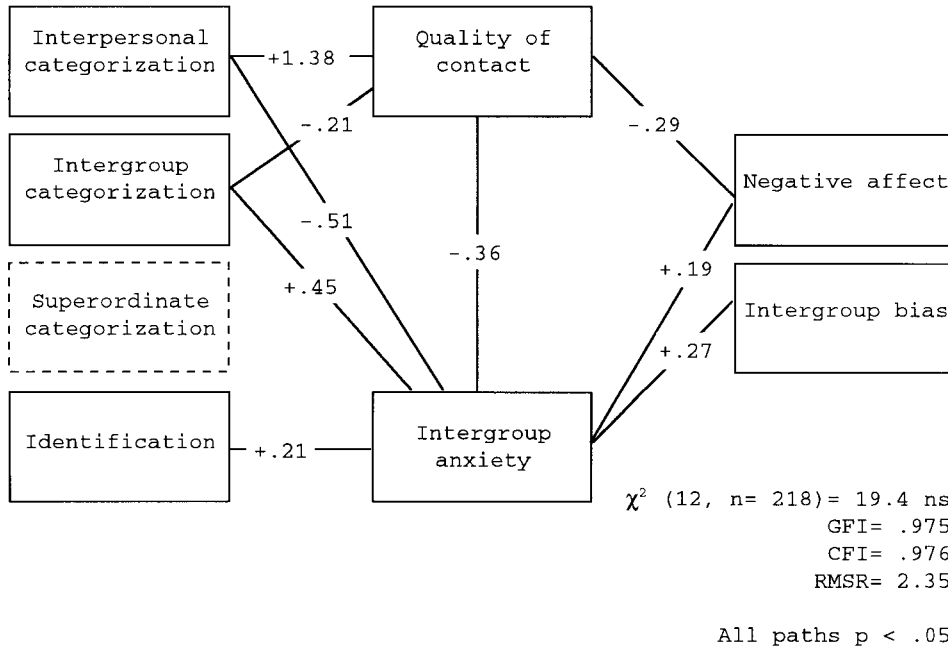 Interpersonal
categorization
+1.38
Quality of
contact
-.21
-.29
Intergroup
categorization
Negative affect
-.51
-.36
+.19
+.45
Superordinate
categorization
Intergroup bias
+.27
Identification
+.21
Intergroup
anxiety
χ² (12, n= 218)= 19.4 ns
GFI= .975
CFI= .976
RMSR= 2.35
All paths p < .05